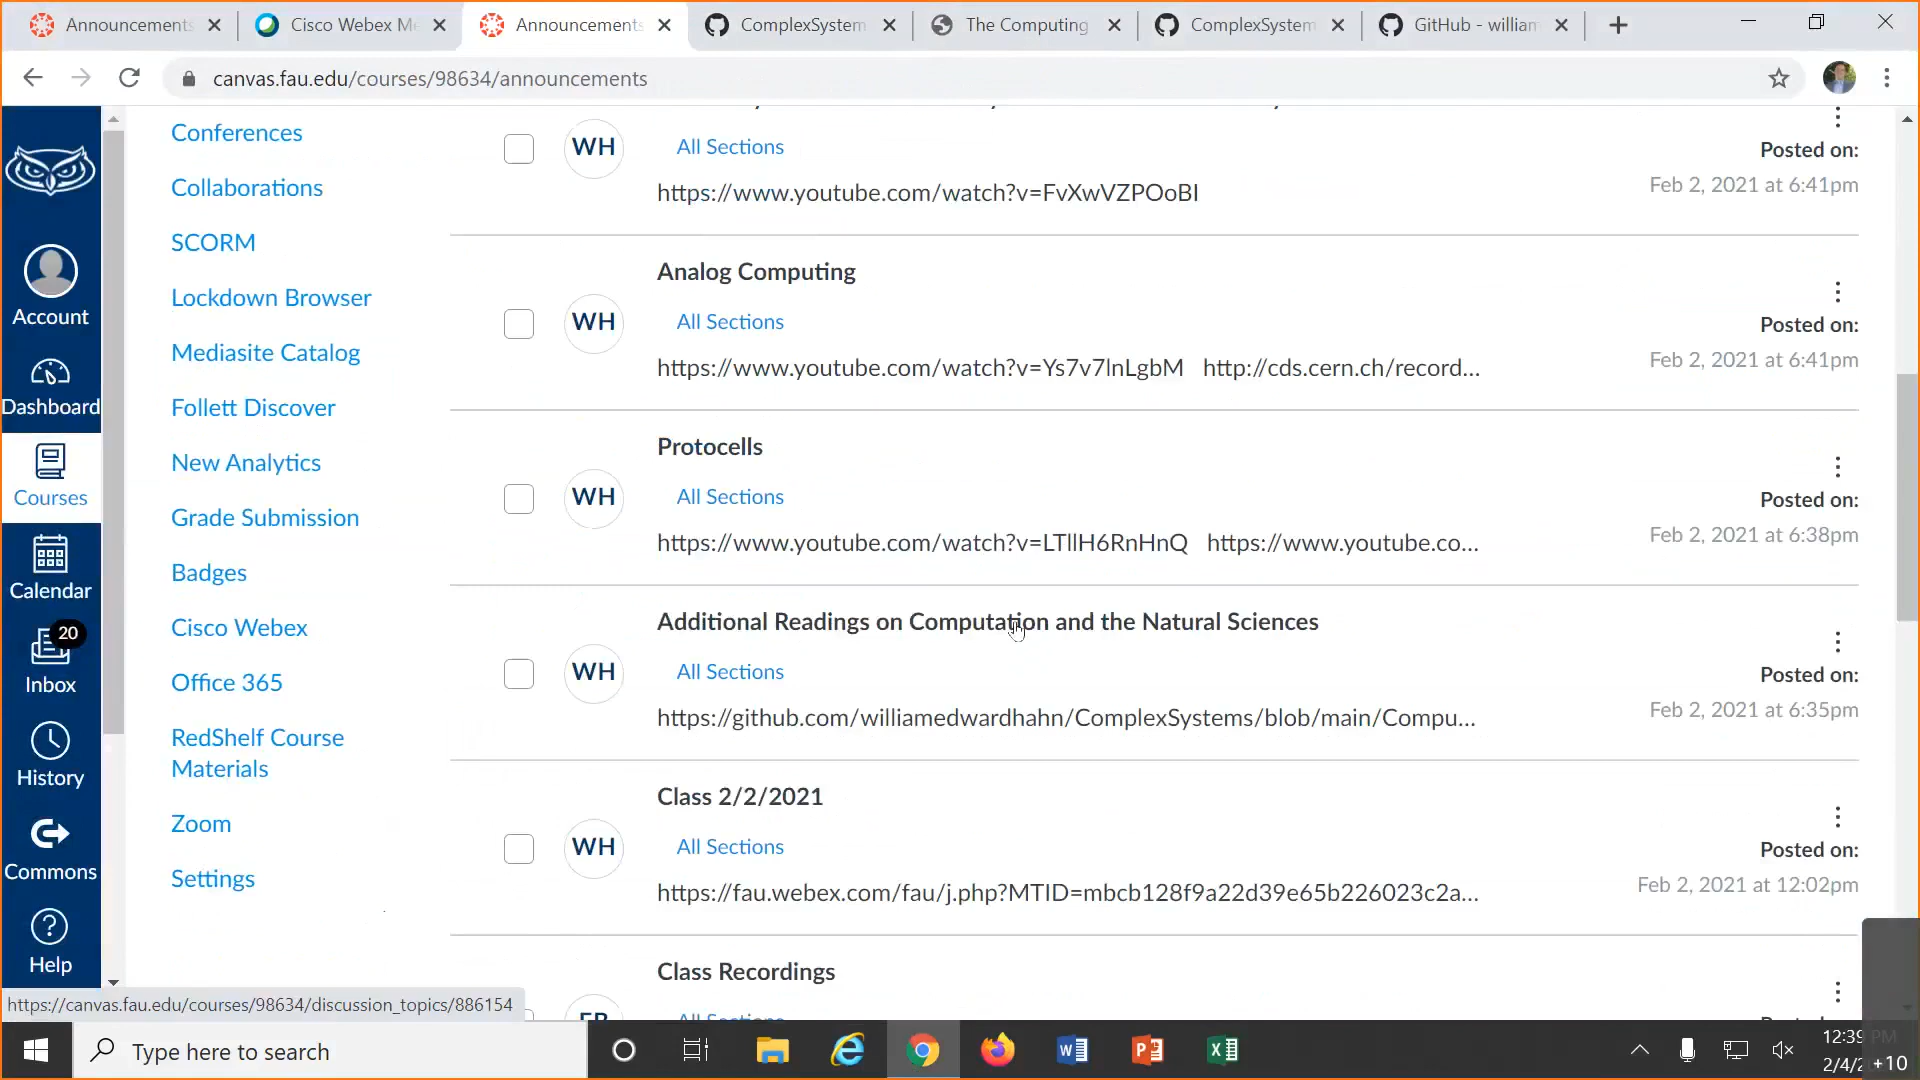 Announcements
Cisco Webex Me
Announcements
ComplexSystem
The Computing
ComplexSystem
GitHub - william
canvas.fau.edu/courses/98634/announcements
Account
Dashboard
Courses
Calendar
20
Inbox
History
Commons
Help
Conferences
Collaborations
SCORM
Lockdown Browser
Mediasite Catalog
Follett Discover
New Analytics
Grade Submission
Badges
Cisco Webex
Office 365
RedShelf Course
Materials
Zoom
Settings
WH
All Sections
https://www.youtube.com/watch?v=FvXwVZPOoBI
Posted on:
Feb 2, 2021 at 6:41pm
Analog Computing
WH
All Sections
https://www.youtube.com/watch?v=Ys7v7lnLgbM http://cds.cern.ch/record...
Posted on:
Feb 2, 2021 at 6:41pm
Protocells
WH
All Sections
https://www.youtube.com/watch?v=LTllH6RnHnQ https://www.youtube.co...
Posted on:
Feb 2, 2021 at 6:38pm
Additional Readings on Computation and the Natural Sciences
WH
All Sections
https://github.com/williamedwardhahn/ComplexSystems/blob/main/Compu...
Posted on:
Feb 2, 2021 at 6:35pm
Class 2/2/2021
WH
All Sections
https://fau.webex.com/fau/j.php?MTID=mbcb128f9a22d39e65b226023c2a...
Posted on:
Feb 2, 2021 at 12:02pm
Class Recordings
All Sections
https://canvas.fau.edu/courses/98634/discussion_topics/886154
Type here to search
12:39 PM
2/4/2
+10